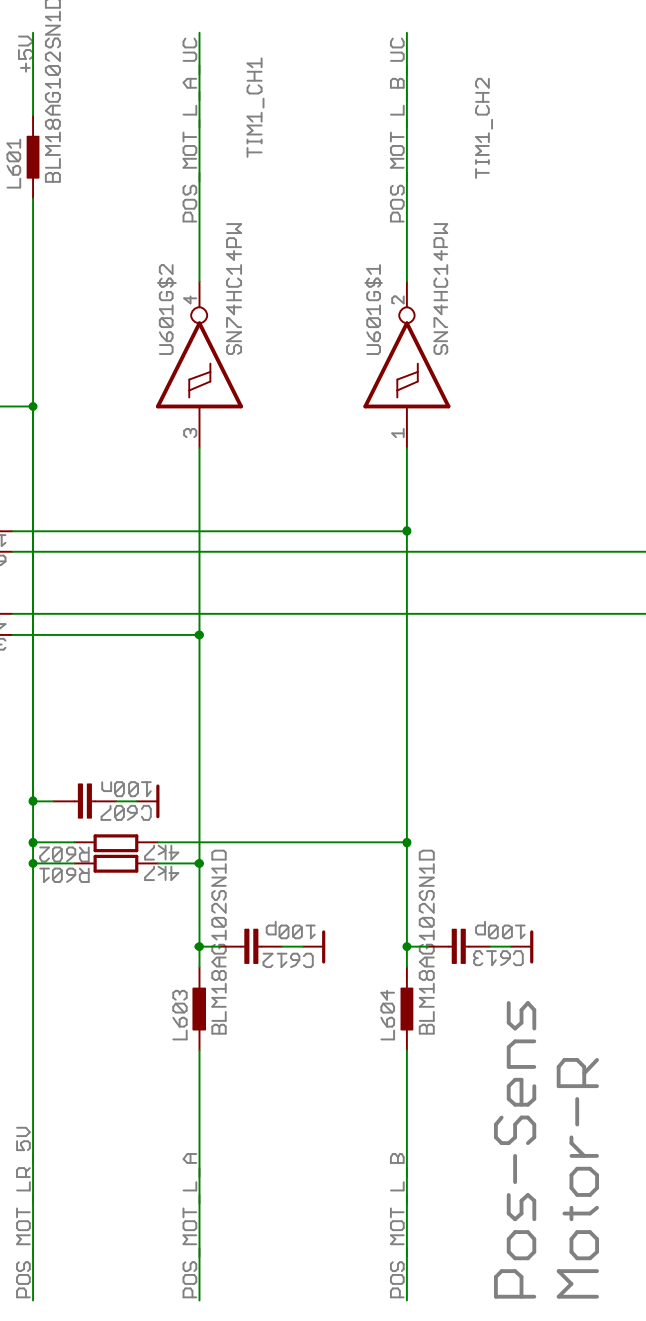 +5V
L601
BLM18AG102SN1D
POS MOT L A UC
TIM1_CH1
POS MOT L B UC
TIM1_CH2
U601G$2
4
SN74HC14PW
3
U601G$1
2
SN74HC14PW
1
3
100n
C607
R602
4k7
R601
4k7
L603
BLM18AG102SN1D
100p
C612
L604
BLM18AG102SN1D
100p
C613
POS MOT LR 5V
POS MOT L A
POS MOT L B
Pos-Sens
Motor-R